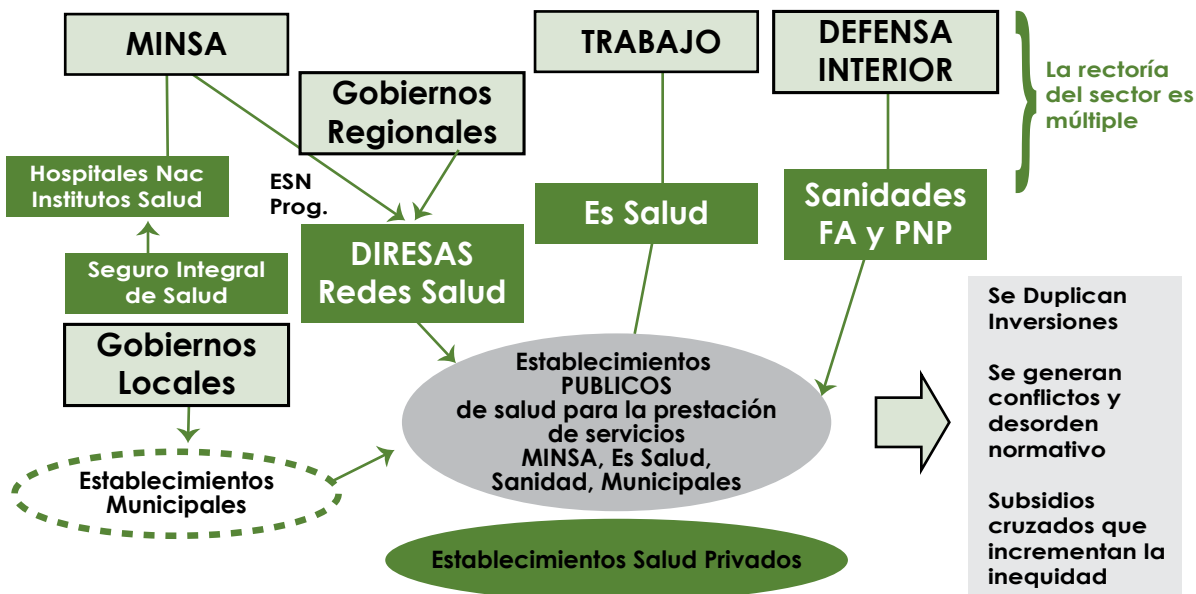 MINSA
TRABAJO
DEFENSA
INTERIOR
La rectoría
del sector es
múltiple
Gobiernos
Regionales
Hospitales Nac
Institutos Salud
ESN
Prog.
Es Salud
Sanidades
FA y PNP
Seguro Integral
de Salud
DIRESAS
Redes Salud
Gobiernos
Locales
Establecimientos
PUBLICOS
de salud para la prestación
de servicios
MINSA, Es Salud,
Sanidad, Municipales
Establecimientos
Municipales
Establecimientos Salud Privados
Se Duplican
Inversiones
Se generan
conflictos y
desorden
normativo
Subsidios
cruzados que
incrementan la
inequidad